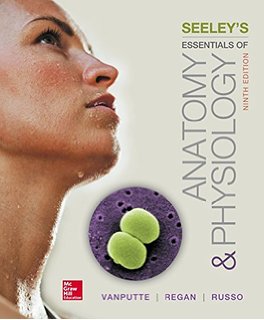 SEELEY'S
ESSENTIALS OF
ANATOMY
& PHYSIOLOGY
NINTH EDITION
Mc
Graw
Hill
Education
VANPUTTE | REGAN | RUSSO